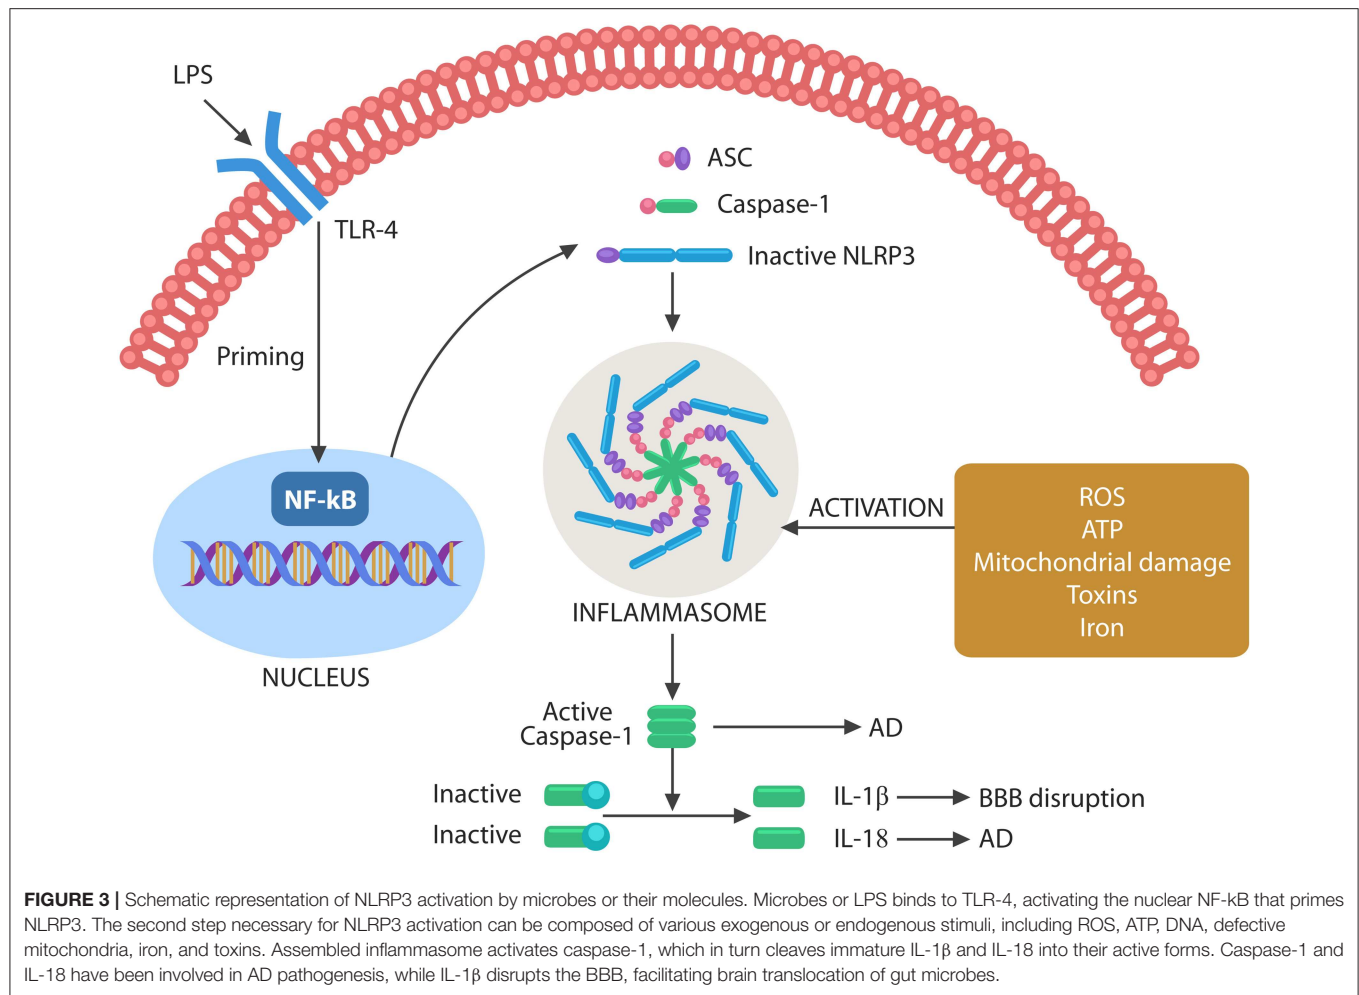 LPS
TLR-4
Priming
NF-kB
NUCLEUS
ASC
Caspase-1
Inactive NLRP3
INFLAMMASOME
ACTIVATION
ROS
ATP
Mitochondrial damage
Toxins
Iron
Active
Caspase-1
AD
Inactive
IL-1β
BBB disruption
Inactive
IL-18
AD
FIGURE 3 | Schematic representation of NLRP3 activation by microbes or their molecules. Microbes or LPS binds to TLR-4, activating the nuclear NF-kB that primes
NLRP3. The second step necessary for NLRP3 activation can be composed of various exogenous or endogenous stimuli, including ROS, ATP, DNA, defective
mitochondria, iron, and toxins. Assembled inflammasome activates caspase-1, which in turn cleaves immature IL-1β and IL-18 into their active forms. Caspase-1 and
IL-18 have been involved in AD pathogenesis, while IL-1β disrupts the BBB, facilitating brain translocation of gut microbes.